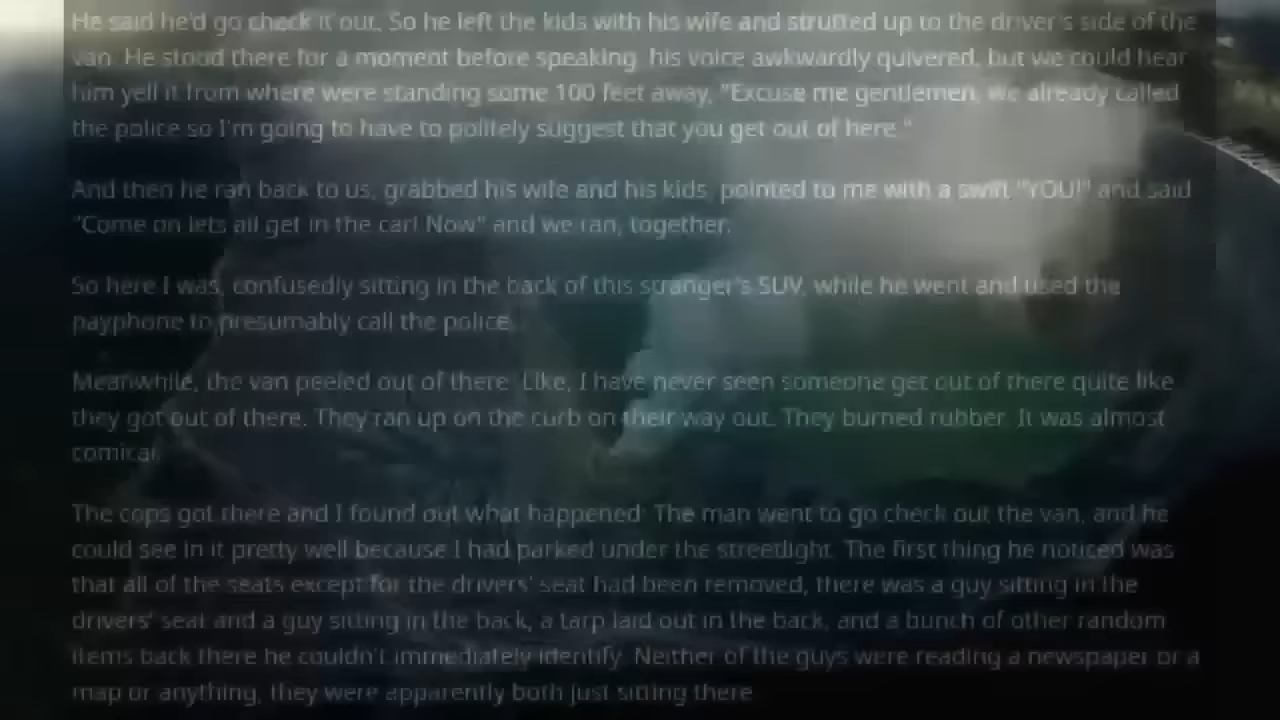 He said he'd go check it out. So he left the kids with his wife and strutted up to the driver's side of the
van. He stood there for a moment before speaking, his voice awkwardly quivered, but we could hear
him yell it from where were standing some 100 feet away, "Excuse me gentlemen, we already called
the police so I'm going to have to politely suggest that you get out of here."
And then he ran back to us, grabbed his wife and his kids, pointed to me with a swift "YOU!" and said
"Come on lets all get in the car! Now" and we ran, together.
So here I was, confusedly sitting in the back of this stranger's SUV, while he went and used the
payphone to presumably call the police.
Meanwhile, the van peeled out of there. Like, I have never seen someone get out of there quite like
they got out of there. They ran up on the curb on their way out. They burned rubber. It was almost
comical.
The cops got there and I found out what happened: The man went to go check out the van, and he
could see in it pretty well because I had parked under the streetlight. The first thing he noticed was
that all of the seats except for the drivers' seat had been removed, there was a guy sitting in the
drivers' seat and a guy sitting in the back, a tarp laid out in the back, and a bunch of other random
items back there he couldn't immediately identify. Neither of the guys were reading a newspaper or a
map or anything, they were apparently both just sitting there